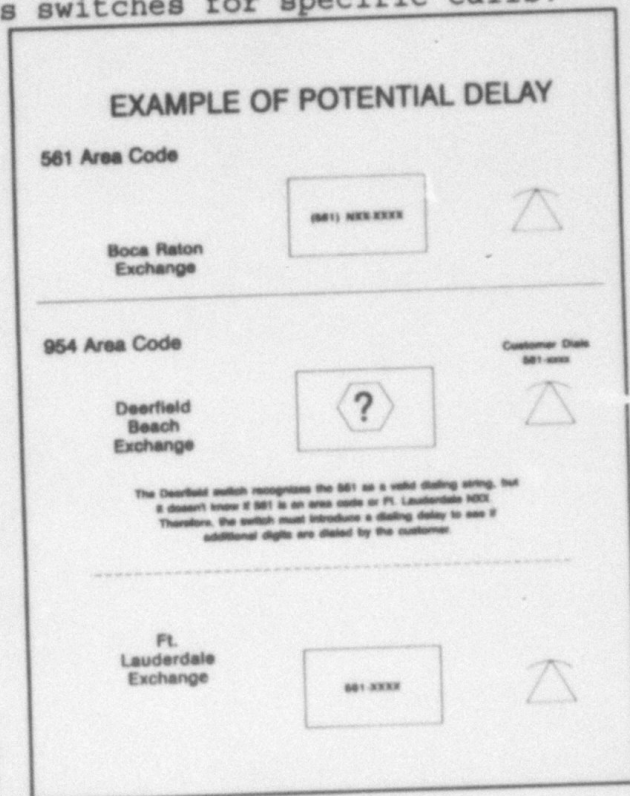 s switches for specific calls.
EXAMPLE OF POTENTIAL DELAY
561 Area Code
(561) NXX-XXXX
Boca Raton
Exchange
954 Area Code
Customer Dials
561-xxxx
Deerfield
Beach
Exchange
?
The Deerfield switch recognizes the 561 as a valid dialing string, but
it doesn't know if 561 is an area code or Ft. Lauderdale NXX.
Therefore, the switch must introduce a dialing delay to see if
additional digits are dialed by the customer.
Ft.
Lauderdale
Exchange
561-XXXX